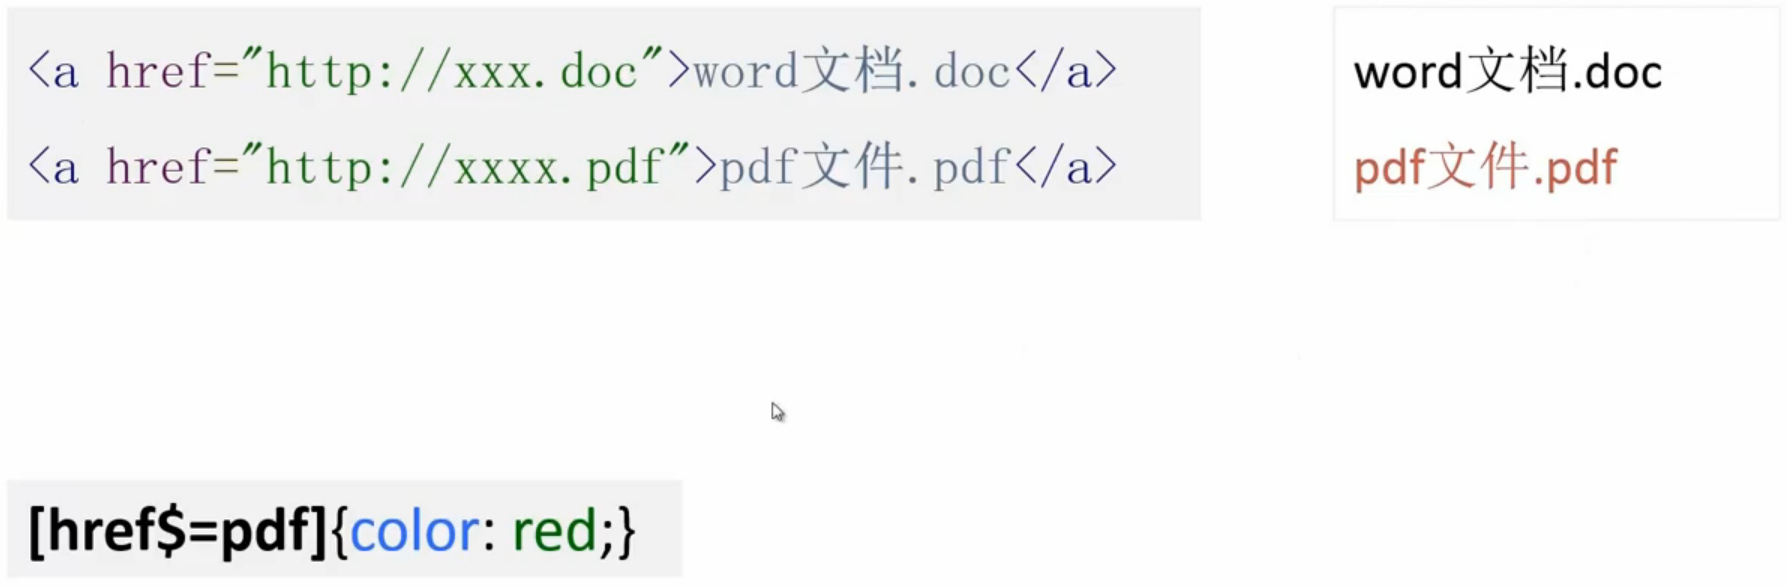 <a href="http://xxx.doc">word文档.doc</a>
<a href="http://xxxx.pdf">pdf文件.pdf</a>
word文档.doc
pdf文件.pdf
[href$=pdf]{color: red;}